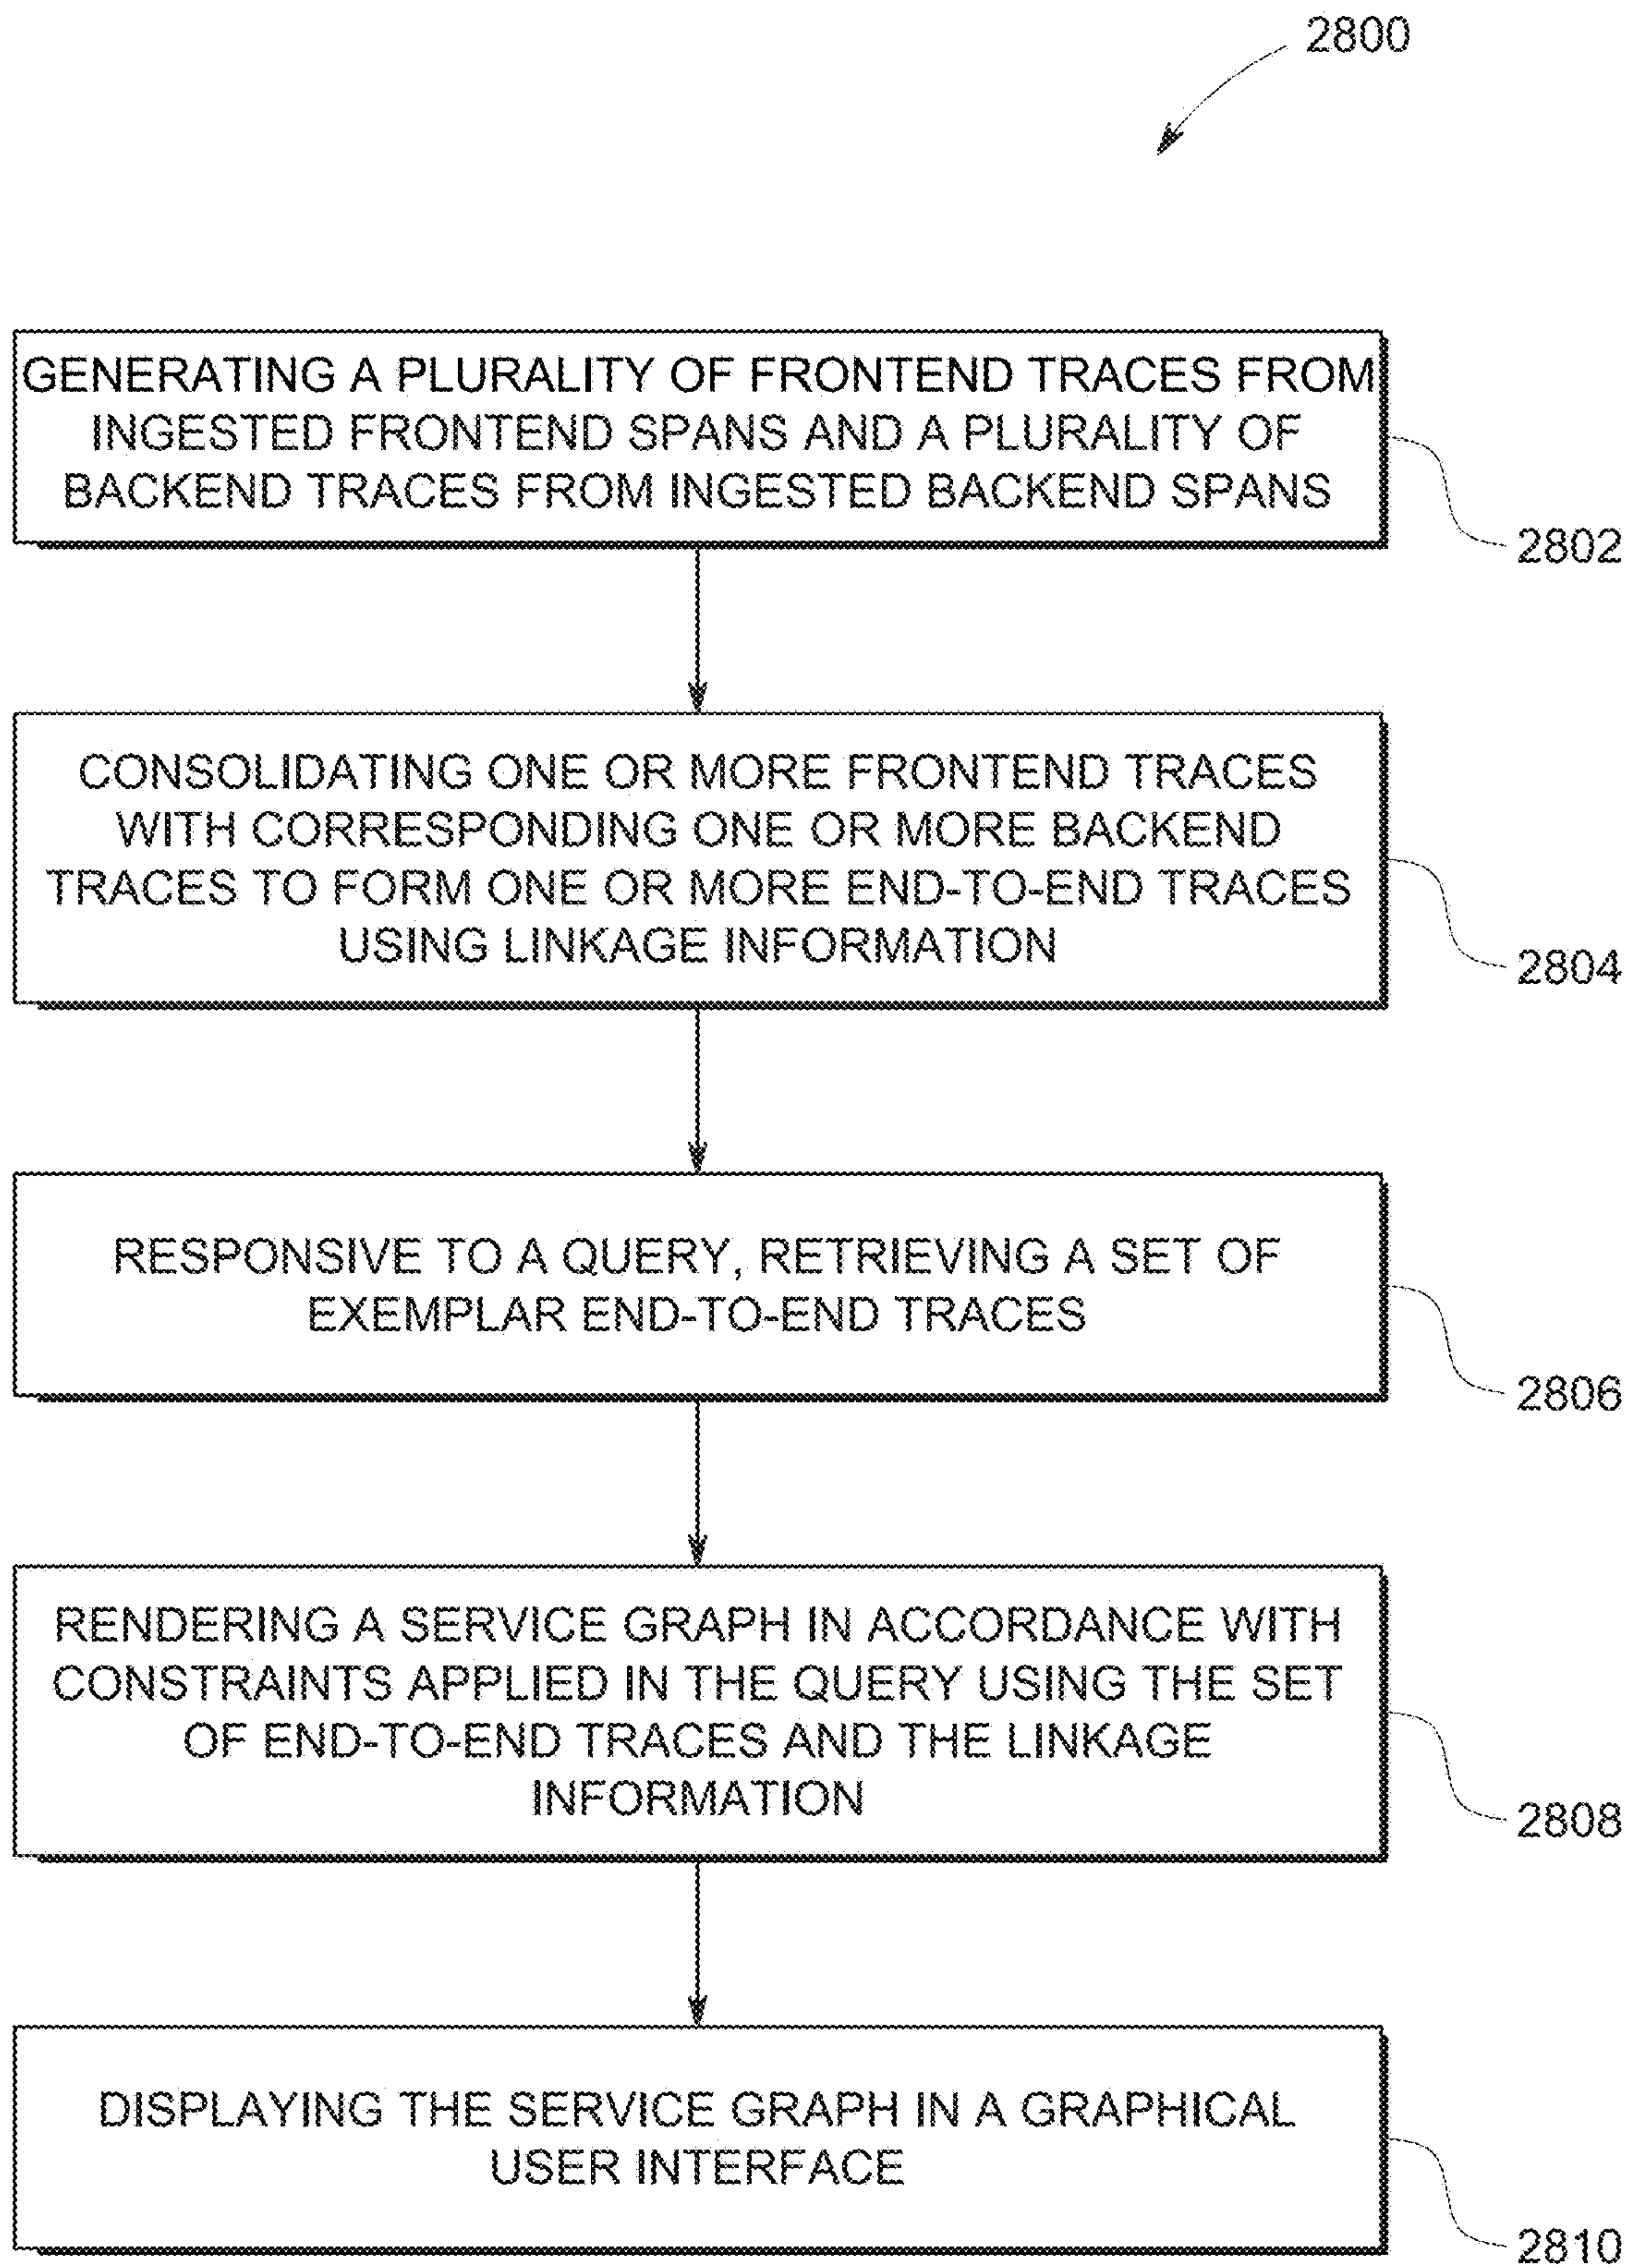 2800
GENERATING A PLURALITY OF FRONTEND TRACES FROM
INGESTED FRONTEND SPANS AND A PLURALITY OF
BACKEND TRACES FROM INGESTED BACKEND SPANS
2802
CONSOLIDATING ONE OR MORE FRONTEND TRACES
WITH CORRESPONDING ONE OR MORE BACKEND
TRACES TO FORM ONE OR MORE END-TO-END TRACES
USING LINKAGE INFORMATION
2804
RESPONSIVE TO A QUERY, RETRIEVING A SET OF
EXEMPLAR END-TO-END TRACES
2806
RENDERING A SERVICE GRAPH IN ACCORDANCE WITH
CONSTRAINTS APPLIED IN THE QUERY USING THE SET
OF END-TO-END TRACES AND THE LINKAGE
INFORMATION
2808
DISPLAYING THE SERVICE GRAPH IN A GRAPHICAL
USER INTERFACE
2810